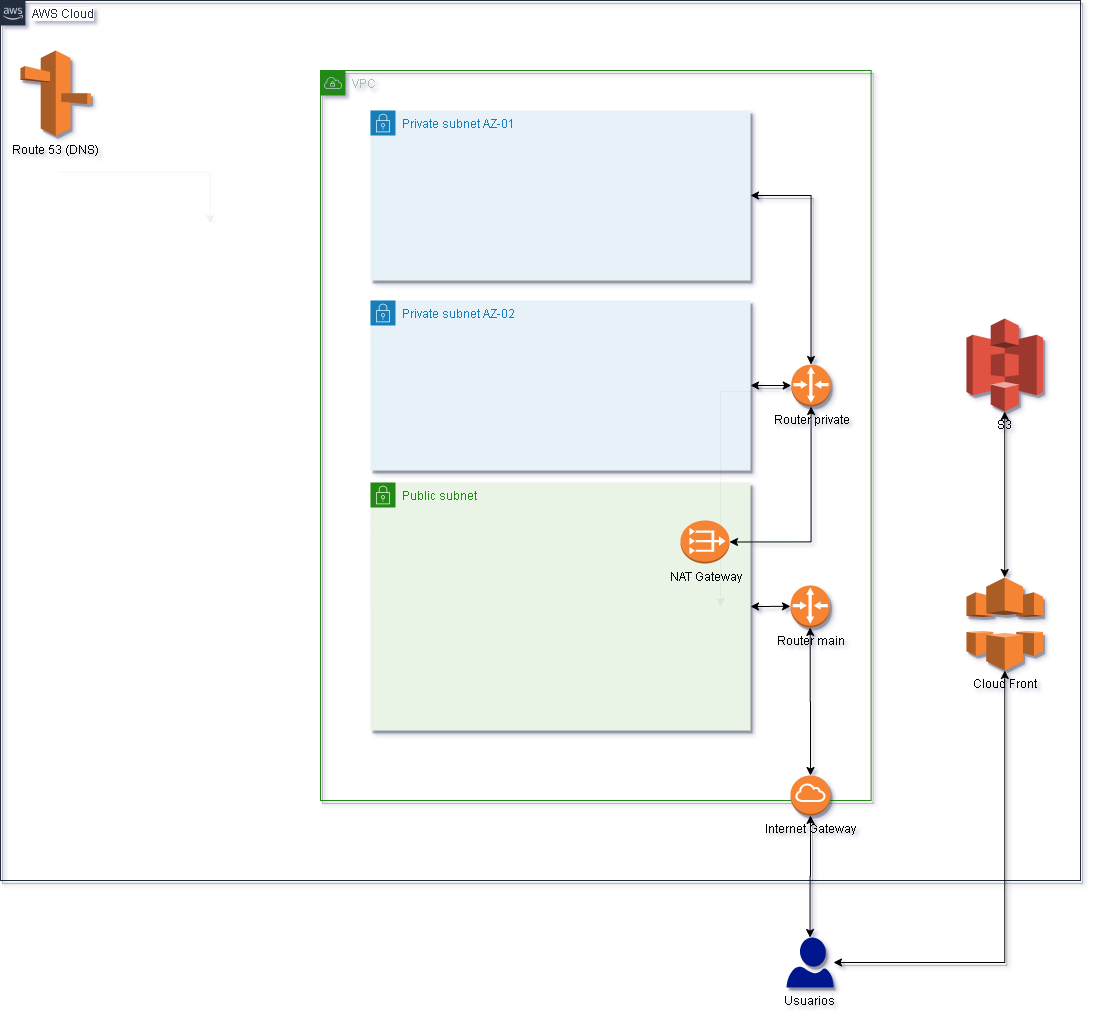 aws
AWS Cloud
Route 53 (DNS)
VPC
Private subnet AZ-01
Private subnet AZ-02
Router private
S3
Public subnet
NAT Gateway
Router main
Cloud Front
Internet Gateway
Usuarios